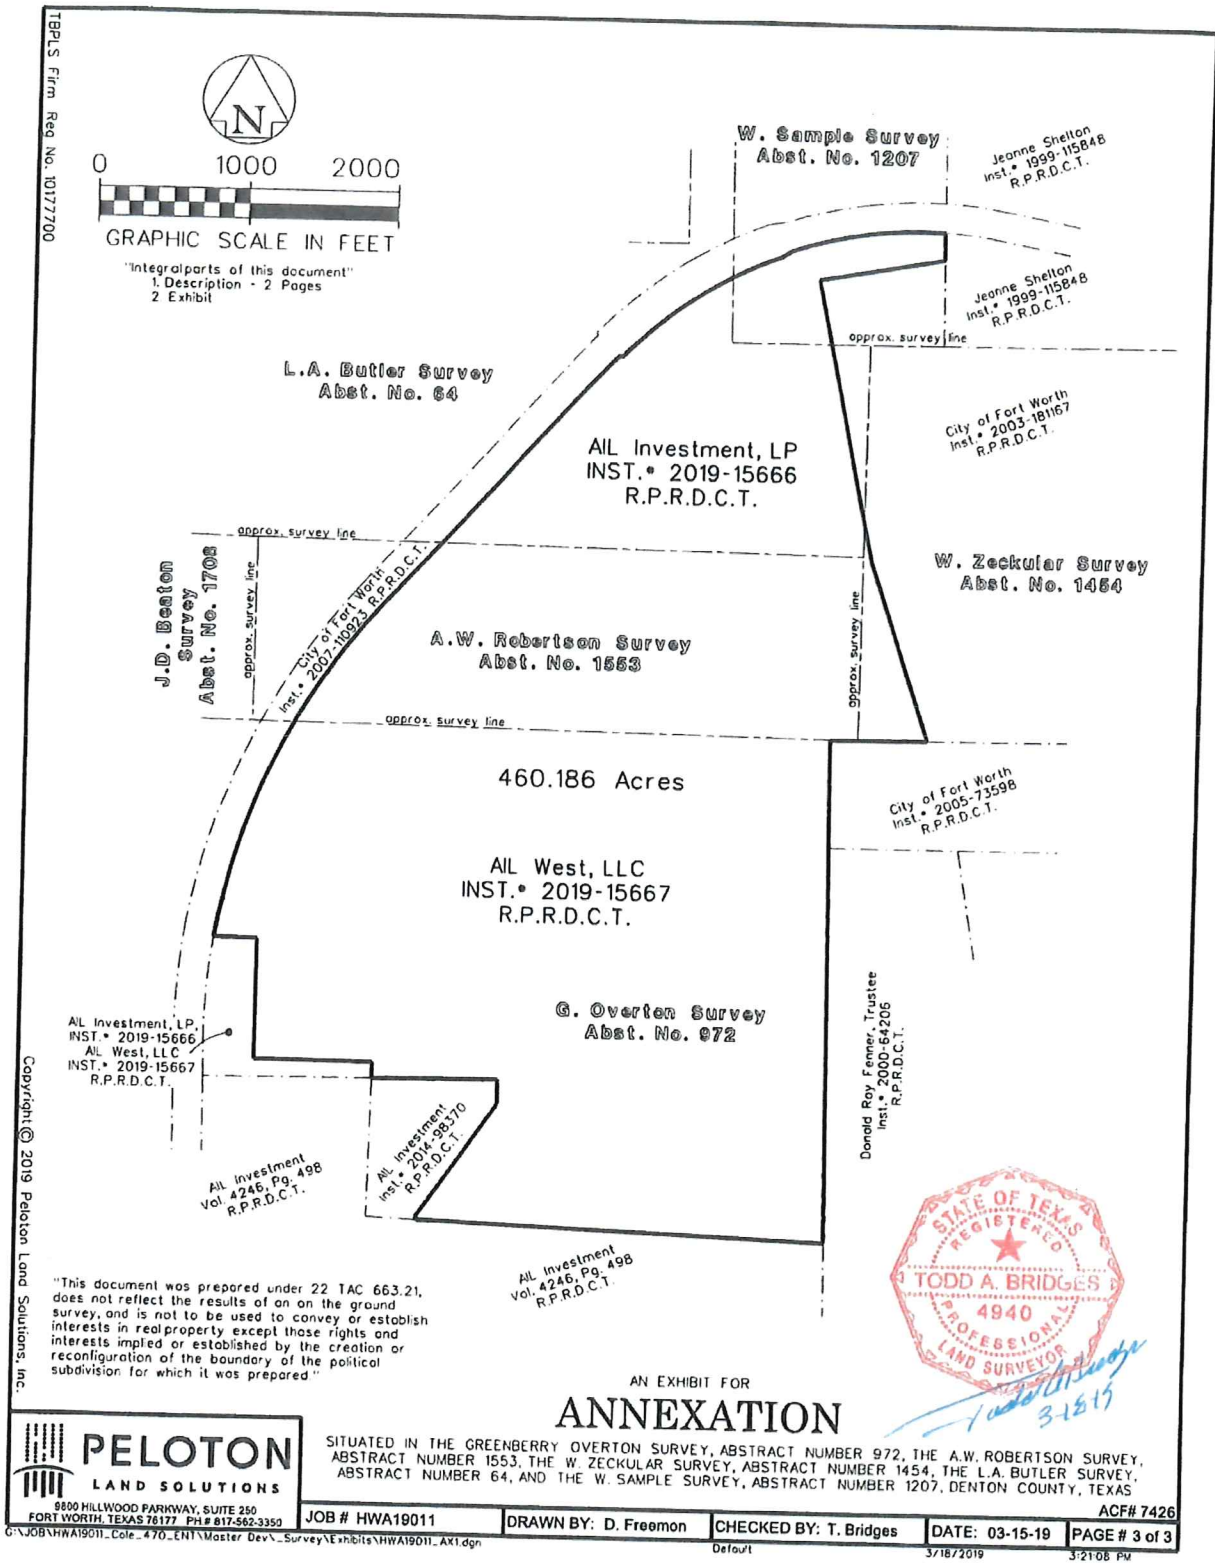 TBPLS Firm Reg No. 10177700
N
0 1000 2000
GRAPHIC SCALE IN FEET
"Integral parts of this document"
1. Description - 2 Pages
2 Exhibit
W. Sample Survey
Abst. No. 1207
Jeanne Shelton
Inst.* 1999-115848
R.P.R.D.C.T.
Jeanne Shelton
Inst.* 1999-115848
R.P.R.D.C.T.
approx. survey line
L.A. Butler Survey
Abst. No. 64
City of Fort Worth
Inst.* 2003-181167
R.P.R.D.C.T.
AIL Investment, LP
INST.* 2019-15666
R.P.R.D.C.T.
approx. survey line
J.D. Beaton
Survey
Abst. No. 1708
approx. survey line
City of Fort Worth
Inst.* 2007-110923 R.P.R.D.C.T.
W. Zeckular Survey
Abst. No. 1454
A.W. Robertson Survey
Abst. No. 1553
approx. survey line
approx. survey line
460.186 Acres
City of Fort Worth
Inst.* 2005-73598
R.P.R.D.C.T.
AIL West, LLC
INST.* 2019-15667
R.P.R.D.C.T.
G. Overton Survey
Abst. No. 972
Donald Ray Fenner, Trustee
Inst.* 2000-64206
R.P.R.D.C.T.
AIL Investment, LP,
INST.* 2019-15666
AIL West, LLC
INST.* 2019-15667
R.P.R.D.C.T.
AIL Investment
Inst.* 2014-98370
R.P.R.D.C.T.
AIL Investment
Vol. 4246, Pg. 498
R.P.R.D.C.T.
AIL Investment
Vol. 4246, Pg. 498
R.P.R.D.C.T.
Copyright © 2019 Peloton Land Solutions, Inc.
"This document was prepared under 22 TAC 663.21,
does not reflect the results of on on the ground
survey, and is not to be used to convey or establish
interests in real property except those rights and
interests implied or established by the creation or
reconfiguration of the boundary of the political
subdivision for which it was prepared "
STATE OF TEXAS
REGISTERED
TODD A. BRIDGES
4940
PROFESSIONAL
LAND SURVEYOR
3-18-19
AN EXHIBIT FOR
ANNEXATION
SITUATED IN THE GREENBERRY OVERTON SURVEY, ABSTRACT NUMBER 972, THE A.W. ROBERTSON SURVEY,
ABSTRACT NUMBER 1553, THE W. ZECKULAR SURVEY, ABSTRACT NUMBER 1454, THE L.A. BUTLER SURVEY,
ABSTRACT NUMBER 64, AND THE W. SAMPLE SURVEY, ABSTRACT NUMBER 1207, DENTON COUNTY, TEXAS
PELOTON
LAND SOLUTIONS
9800 HILLWOOD PARKWAY, SUITE 250
FORT WORTH, TEXAS 76177 PH.# 817-562-3350
ACF# 7426
JOB # HWA19011 DRAWN BY: D. Freemon CHECKED BY: T. Bridges DATE: 03-15-19 PAGE # 3 of 3
G:\JOB\HWA19011_Cole_470_ENT\Master Dev\_Survey\Exhibits\HWA19011_AX1.dgn Default 3/18/2019 3:21:08 PM